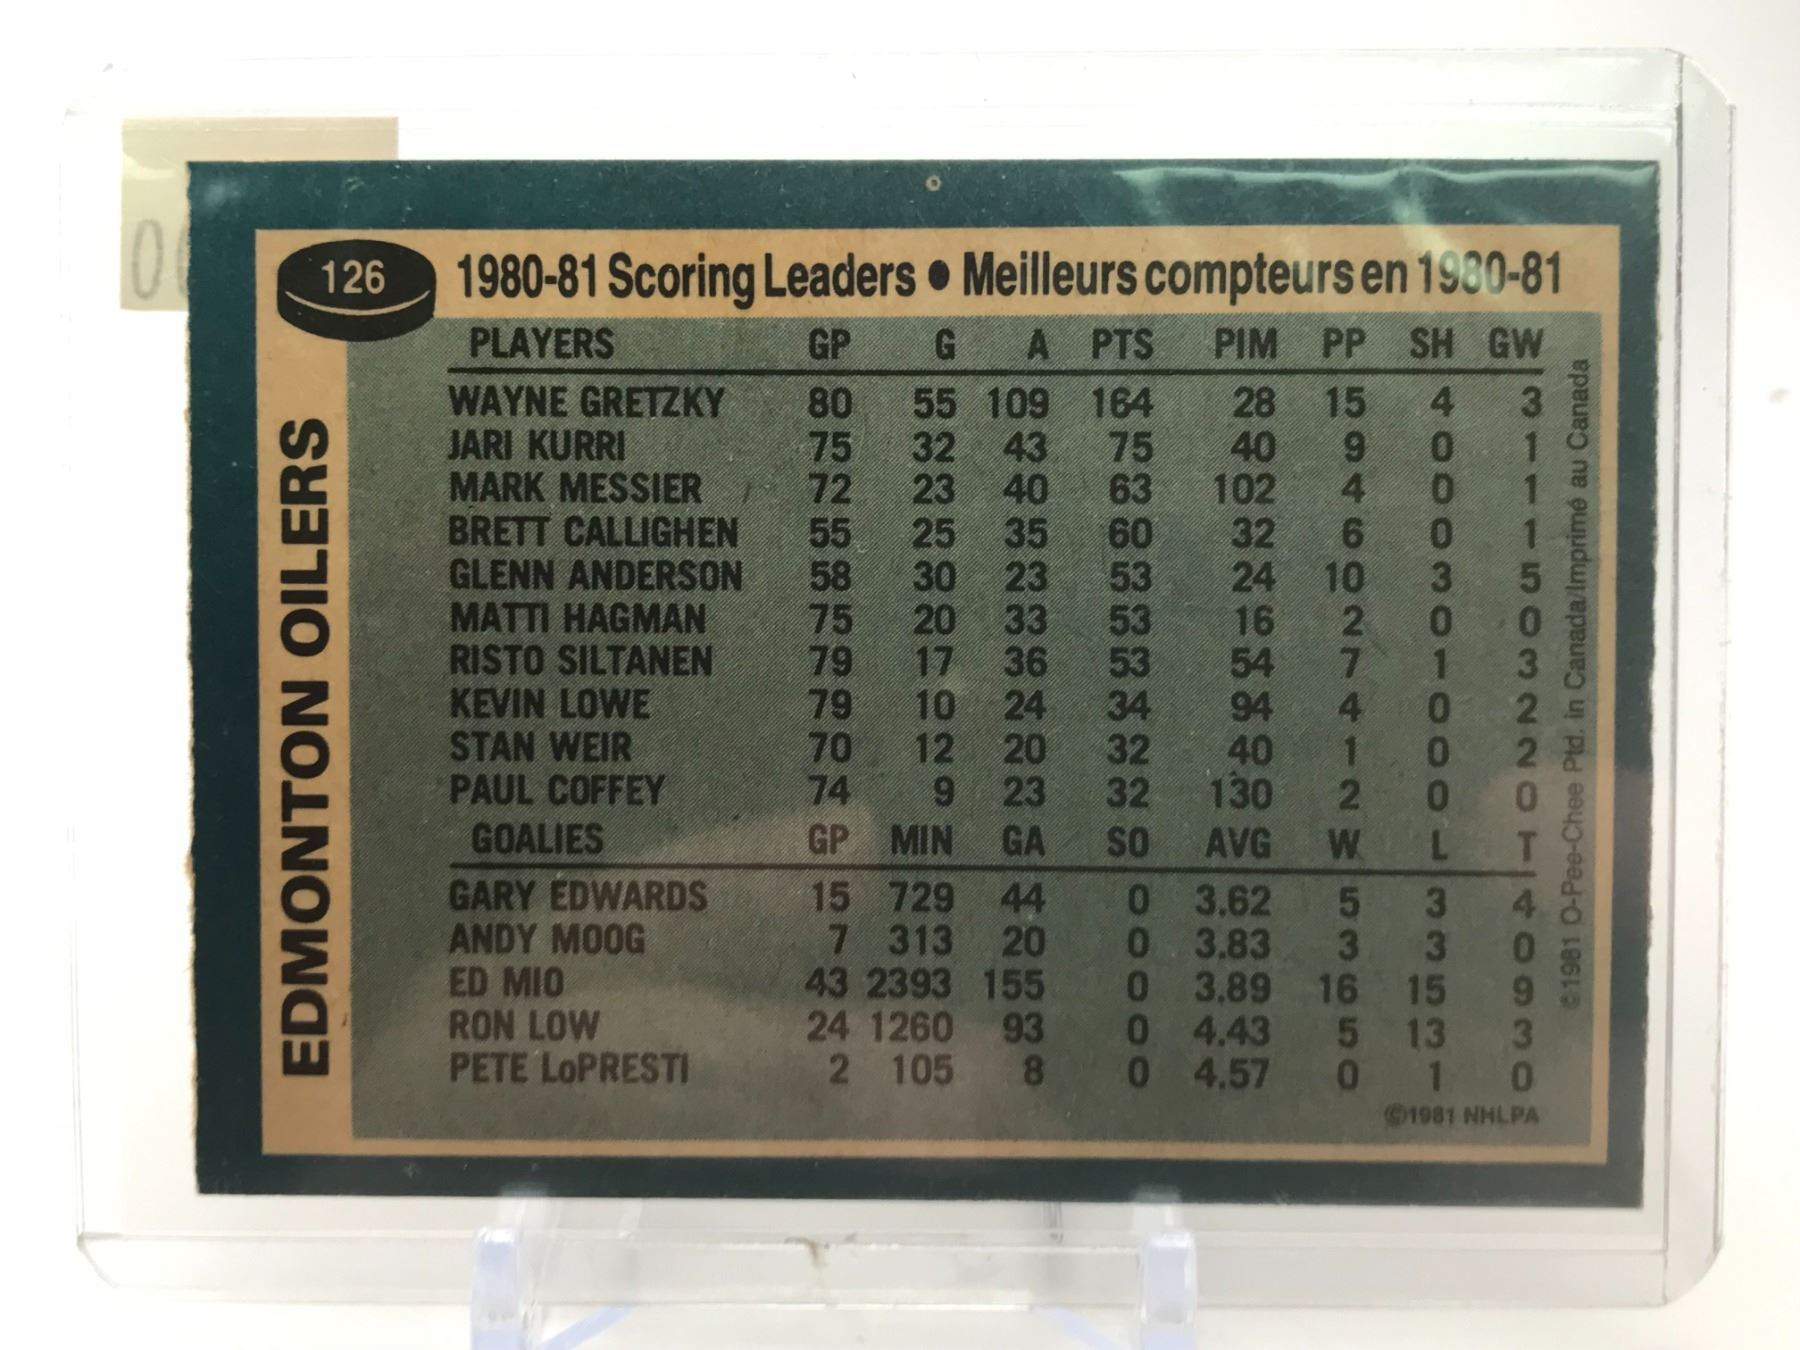 126
1980-81 Scoring Leaders • Meilleurs compteurs en 1980-81
EDMONTON OILERS
PLAYERS GP G A PTS PIM PP SH GW
WAYNE GRETZKY 80 55 109 164 28 15 4 3
JARI KURRI 75 32 43 75 40 9 0 1
MARK MESSIER 72 23 40 63 102 4 0 1
BRETT CALLIGHEN 55 25 35 60 32 6 0 1
GLENN ANDERSON 58 30 23 53 24 10 3 5
MATTI HAGMAN 75 20 33 53 16 2 0 0
RISTO SILTANEN 79 17 36 53 54 7 1 3
KEVIN LOWE 79 10 24 34 94 4 0 2
STAN WEIR 70 12 20 32 40 1 0 2
PAUL COFFEY 74 9 23 32 130 2 0 0
GOALIES GP MIN GA SO AVG W L T
GARY EDWARDS 15 729 44 0 3.62 5 3 4
ANDY MOOG 7 313 20 0 3.83 3 3 0
ED MIO 43 2393 155 0 3.89 16 15 9
RON LOW 24 1260 93 0 4.43 5 13 3
PETE LoPRESTI 2 105 8 0 4.57 0 1 0
©1981 NHLPA
©1981 O-Pee-Chee Ptd. in Canada/Imprimé au Canada